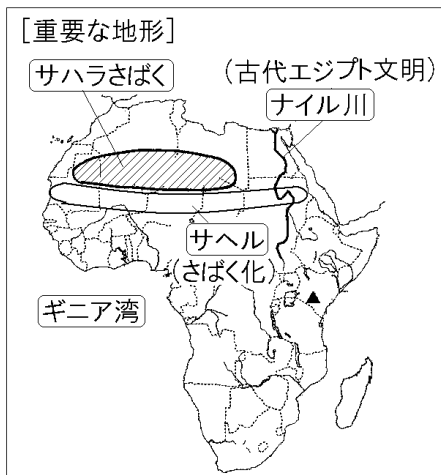 [重要な地形]
サハラさばく
(古代エジプト文明)
ナイル川
サヘル
(さばく化)
ギニア湾